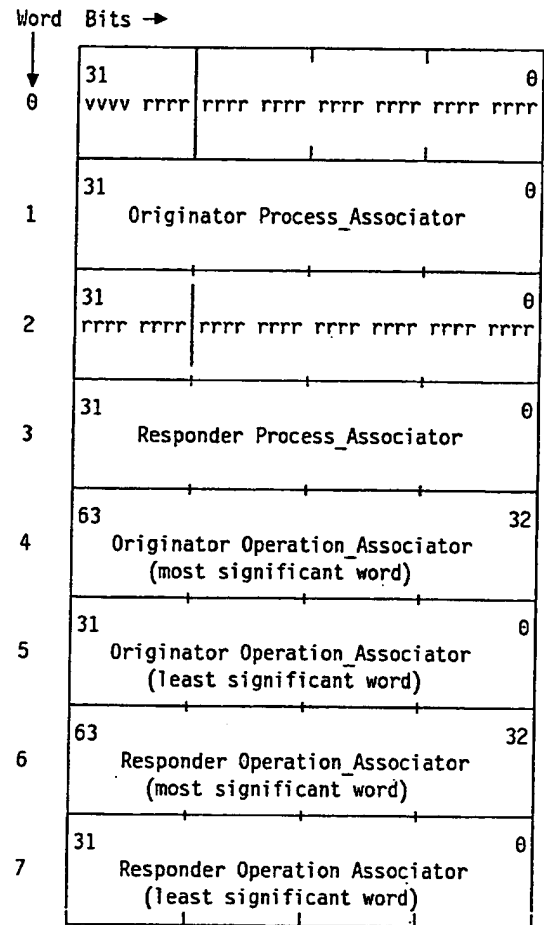 Word Bits →
31 0
0 vvvv rrrr rrrr rrrr rrrr rrrr rrrr rrrr
31 0
1 Originator Process_Associator
31 0
2 rrrr rrrr rrrr rrrr rrrr rrrr rrrr rrrr
31 0
3 Responder Process_Associator
63 32
4 Originator Operation_Associator
(most significant word)
31 0
5 Originator Operation_Associator
(least significant word)
63 32
6 Responder Operation_Associator
(most significant word)
31 0
7 Responder Operation Associator
(least significant word)